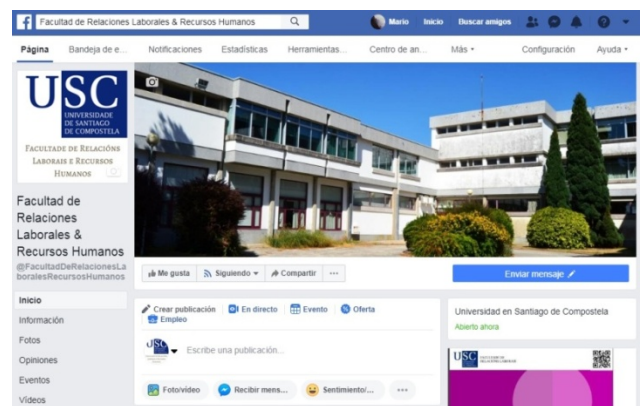 Facultad de Relaciones Laborales & Recursos Humanos
Mario Inicio Buscar amigos
Página Bandeja de e... Notificaciones Estadísticas Herramientas... Centro de an... Más Configuración Ayuda
USC
UNIVERSIDADE
DE SANTIAGO
DE COMPOSTELA
FACULTADE DE RELACIÓNS
LABORAIS E RECURSOS
HUMANOS
Facultad de
Relaciones
Laborales &
Recursos Humanos
@FacultadDeRelacionesLa
boralesRecursosHumanos
Me gusta Siguiendo Compartir ...
Enviar mensaje
Inicio
Información
Fotos
Opiniones
Eventos
Vídeos
Crear publicación En directo Evento Oferta
Empleo
USC
Escribe una publicación...
Foto/vídeo Recibir mens... Sentimiento/... ...
Universidad en Santiago de Compostela
Abierto ahora
USC